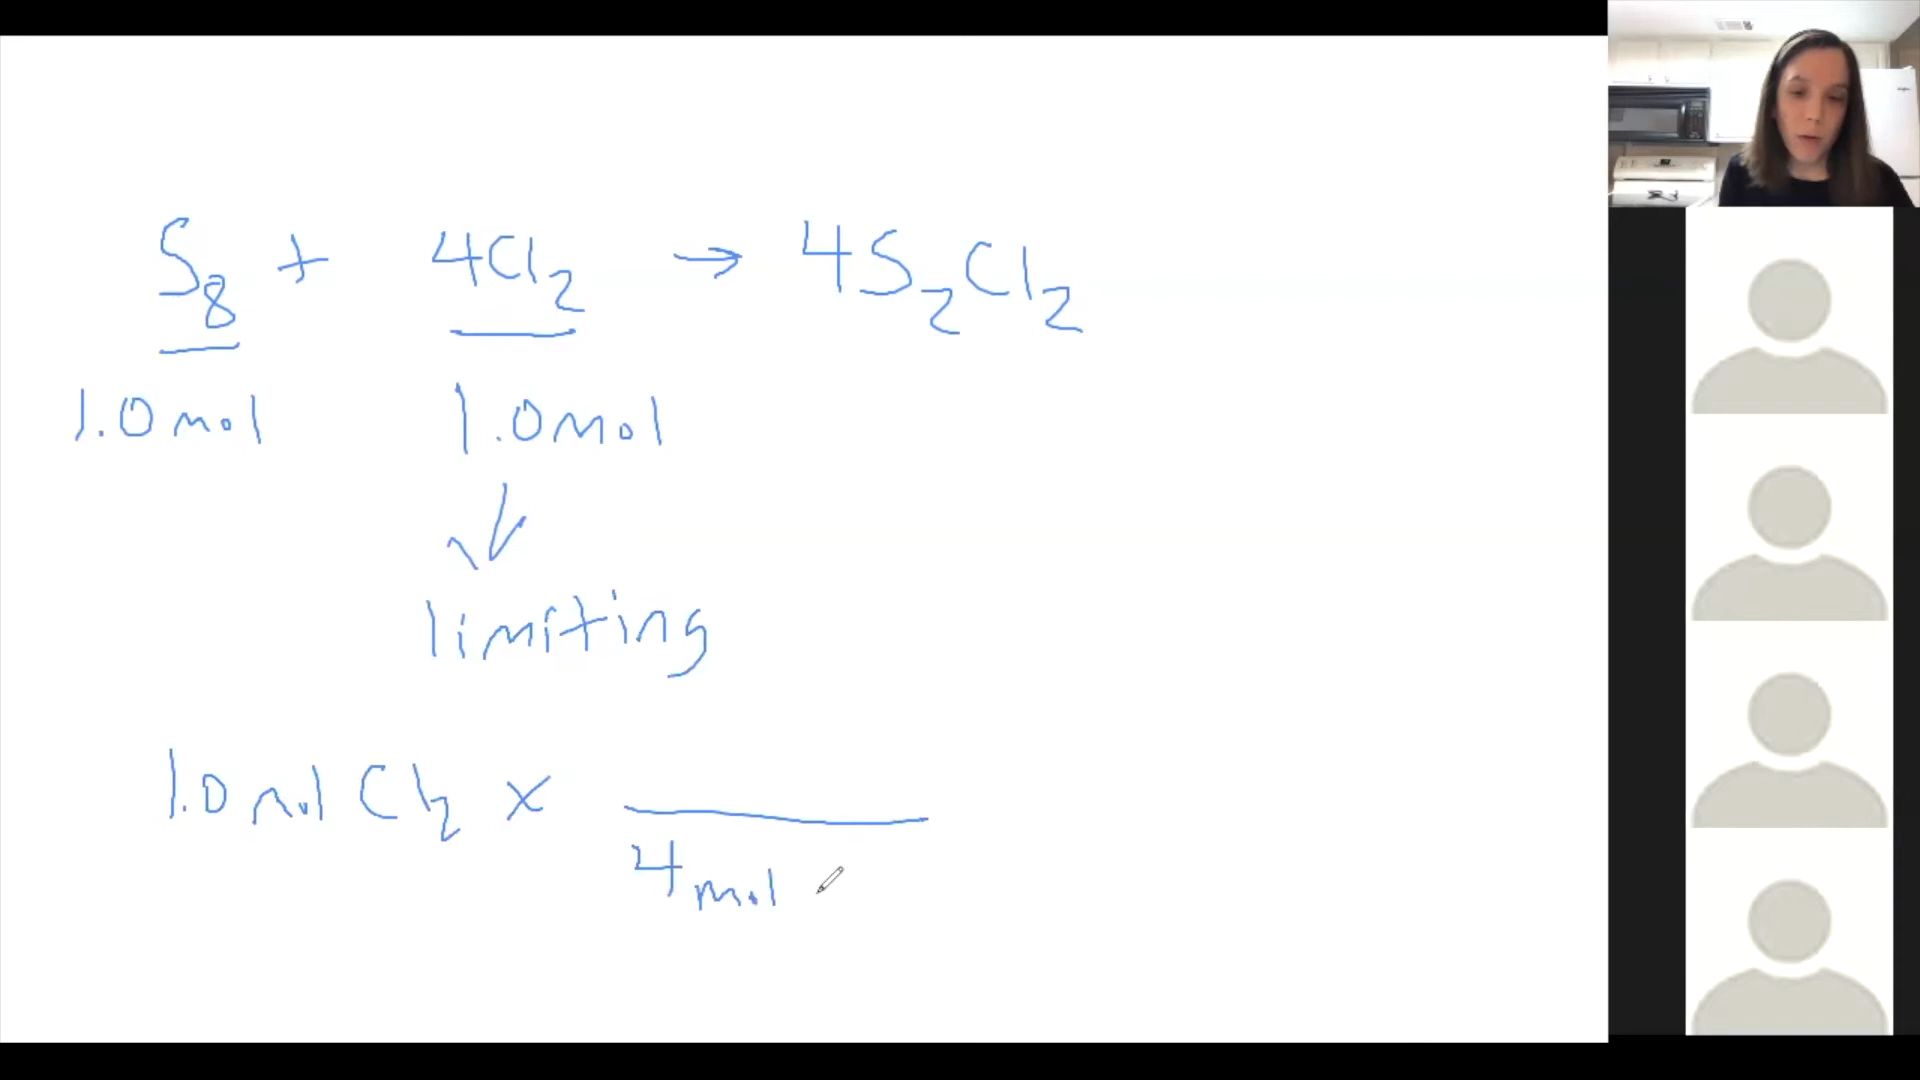 S₈ + 4Cl₂ → 4S₂Cl₂
1.0 mol 1.0 mol
limiting
1.0 mol Cl₂ x
4 mol